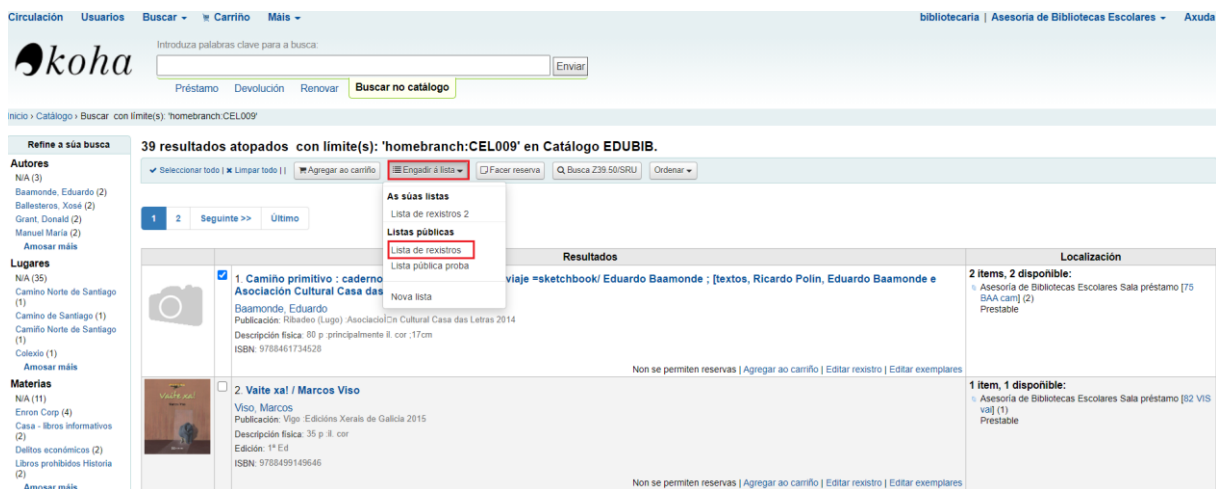 Circulación Usuarios Buscar Carriño Máis bibliotecaria | Asesoría de Bibliotecas Escolares Axuda
koha
Introduza palabras clave para a busca:
Enviar
Préstamo Devolución Renovar Buscar no catálogo
Inicio › Catálogo › Buscar con límite(s): 'homebranch:CEL009'
Refine a súa busca
Autores
N/A (3)
Baamonde, Eduardo (2)
Ballesteros, Xosé (2)
Grant, Donald (2)
Manuel María (2)
Amosar máis
Lugares
N/A (35)
Camino Norte de Santiago
(1)
Camino de Santiago (1)
Camiño Norte de Santiago
(1)
Colexio (1)
Amosar máis
Materias
N/A (11)
Enron Corp (4)
Casa - libros informativos
(2)
Delitos económicos (2)
Libros prohibidos Historia
(2)
Amosar máis
39 resultados atopados con límite(s): 'homebranch:CEL009' en Catálogo EDUBIB.
Seleccionar todo | Limpar todo | | Agregar ao carriño Engadir á lista Facer reserva Busca Z39.50/SRU Ordenar
As súas listas
Lista de rexistros 2
Listas públicas
Lista de rexistros
Lista pública proba
Nova lista
1 2 Seguinte >> Último
Resultados Localización
1. Camiño primitivo : caderno viaje =sketchbook/ Eduardo Baamonde ; [textos, Ricardo Polín, Eduardo Baamonde e
Asociación Cultural Casa das
Baamonde, Eduardo
Publicación: Ribadeo (Lugo) :Asociacioĺ□n Cultural Casa das Letras 2014
Descripción física: 80 p :principalmente il. cor ;17cm
ISBN: 9788461734528
Non se permiten reservas | Agregar ao carriño | Editar rexistro | Editar exemplares
2 items, 2 dispoñible:
Asesoría de Bibliotecas Escolares Sala préstamo [75
BAA cam] (2)
Prestable
Vaite xa!
2. Vaite xa! / Marcos Viso
Viso, Marcos
Publicación: Vigo :Edicións Xerais de Galicia 2015
Descripción física: 35 p :il. cor
Edición: 1ª Ed
ISBN: 9788499149646
Non se permiten reservas | Agregar ao carriño | Editar rexistro | Editar exemplares
1 item, 1 dispoñible:
Asesoría de Bibliotecas Escolares Sala préstamo [82 VIS
vai] (1)
Prestable